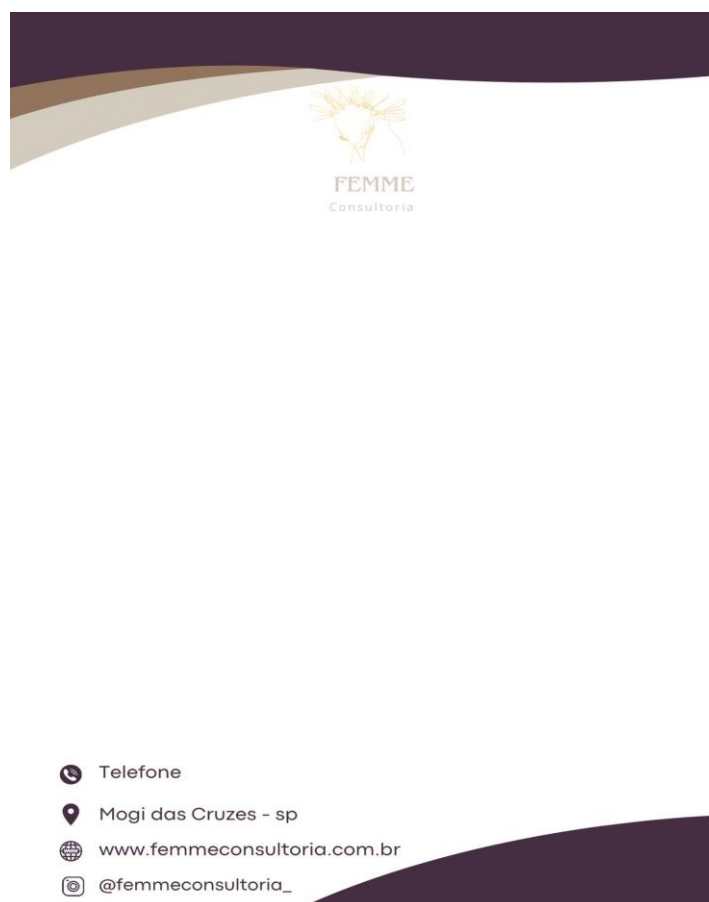 FEMME
Consultoria
Telefone
Mogi das Cruzes - sp
www.femmeconsultoria.com.br
@femmeconsultoria_